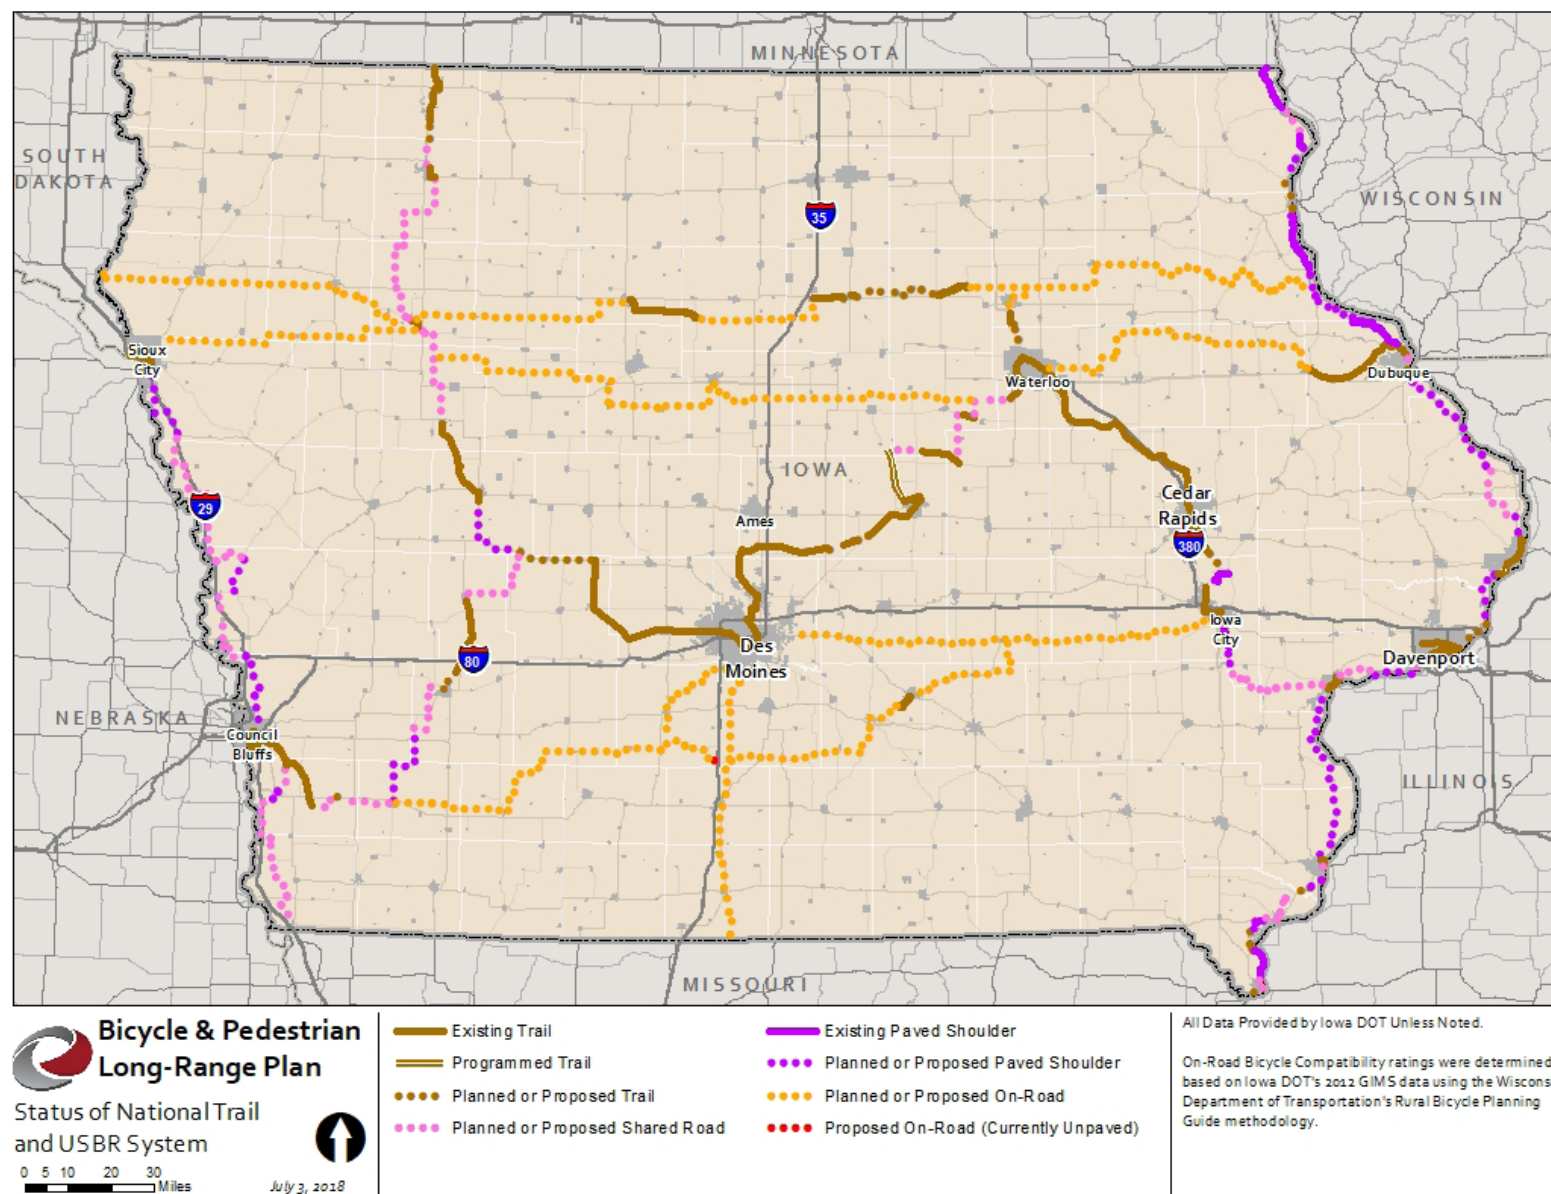 MINNESOTA
SOUTH
DAKOTA
WISCONSIN
35
Sioux
City
Waterloo
Dubuque
IOWA
29
Ames
Cedar
Rapids
380
Iowa
City
Des
Moines
80
Davenport
NEBRASKA
Council
Bluffs
ILLINOIS
MISSOURI
Bicycle & Pedestrian
Long-Range Plan
Status of National Trail
and USBR System
0 5 10 20 30
Miles
July 3, 2018
Existing Trail
Programmed Trail
Planned or Proposed Trail
Planned or Proposed Shared Road
Existing Paved Shoulder
Planned or Proposed Paved Shoulder
Planned or Proposed On-Road
Proposed On-Road (Currently Unpaved)
All Data Provided by Iowa DOT Unless Noted.
On-Road Bicycle Compatibility ratings were determined
based on Iowa DOT's 2012 GIMS data using the Wiscons
Department of Transportation's Rural Bicycle Planning
Guide methodology.